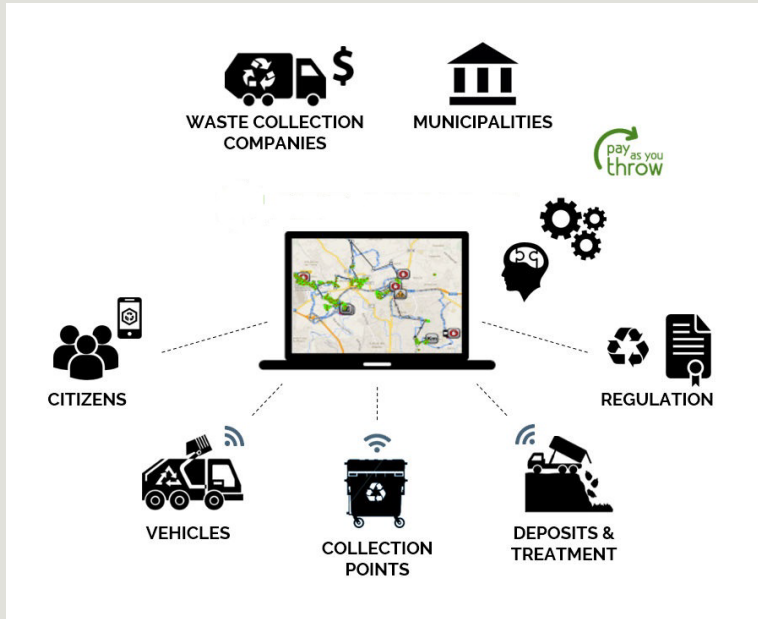 $
WASTE COLLECTION
COMPANIES
MUNICIPALITIES
pay as you
throw
CITIZENS
REGULATION
VEHICLES
COLLECTION
POINTS
DEPOSITS &
TREATMENT